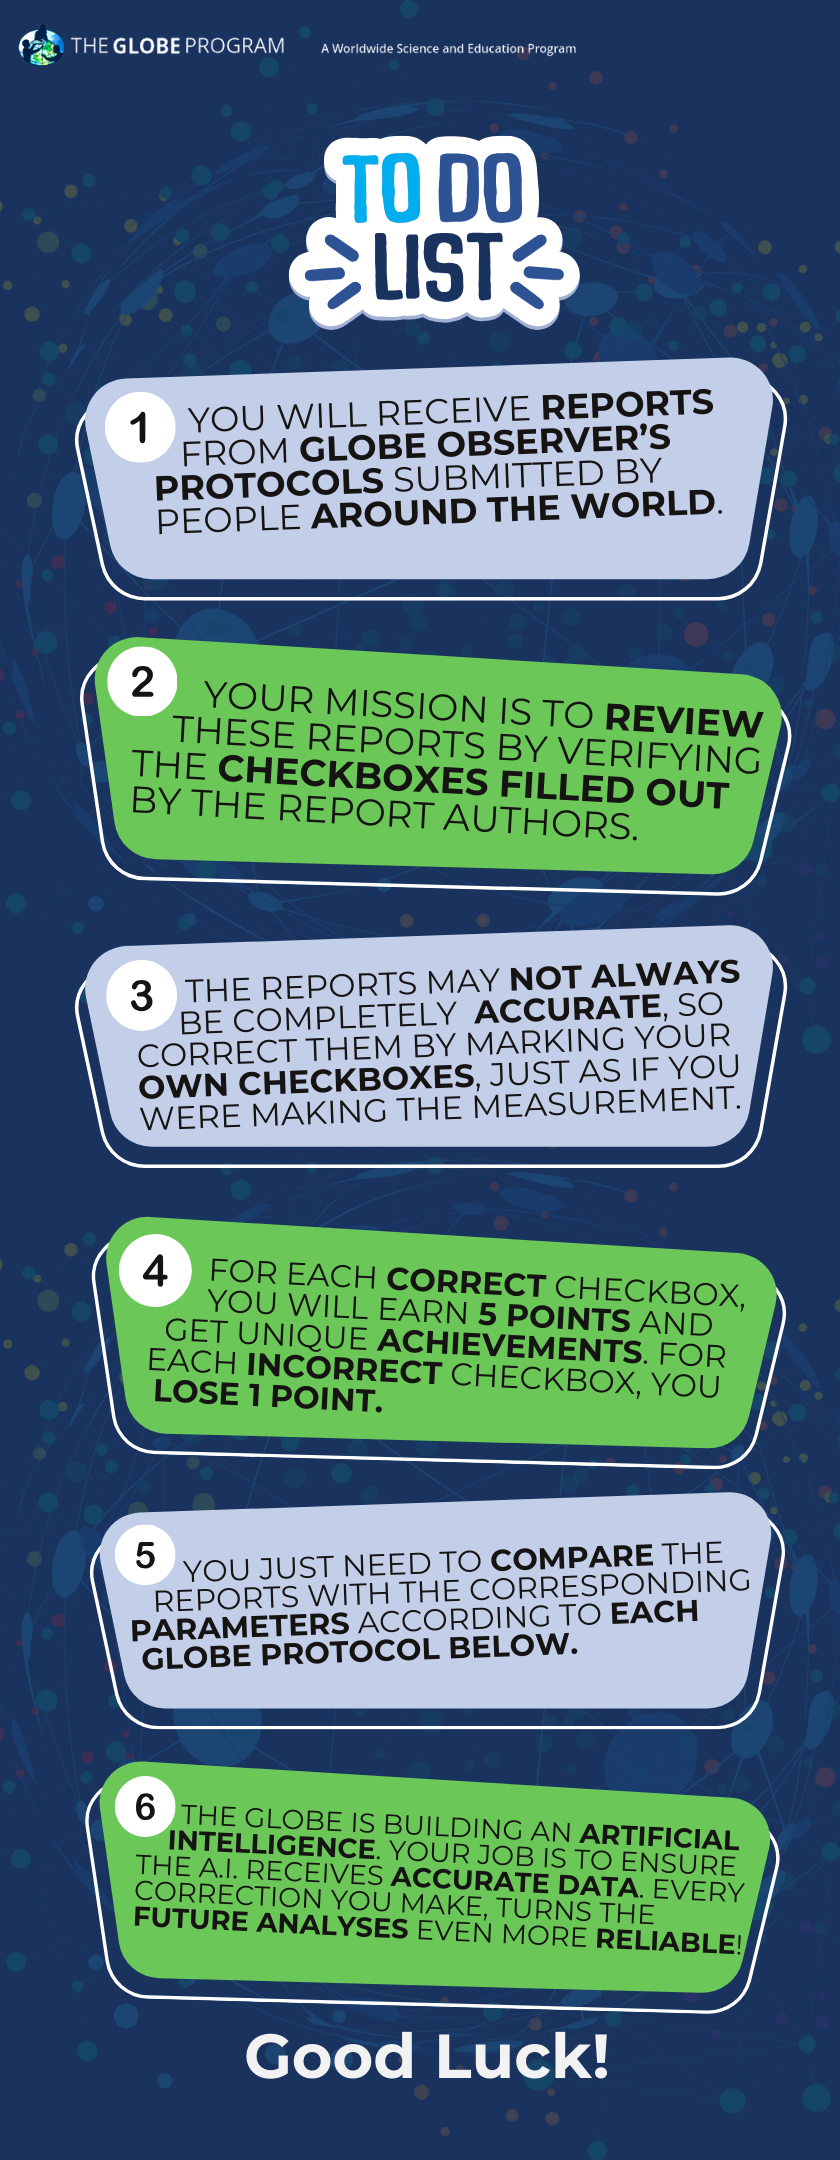 THE GLOBE PROGRAM
A Worldwide Science and Education Program
TO DO
LIST
1
YOU WILL RECEIVE REPORTS
FROM GLOBE OBSERVER'S
PROTOCOLS SUBMITTED BY
PEOPLE AROUND THE WORLD.
2
YOUR MISSION IS TO REVIEW
THESE REPORTS BY VERIFYING
THE CHECKBOXES FILLED OUT
BY THE REPORT AUTHORS.
3
THE REPORTS MAY NOT ALWAYS
BE COMPLETELY ACCURATE, SO
CORRECT THEM BY MARKING YOUR
OWN CHECKBOXES, JUST AS IF YOU
WERE MAKING THE MEASUREMENT.
4
FOR EACH CORRECT CHECKBOX,
YOU WILL EARN 5 POINTS AND
GET UNIQUE ACHIEVEMENTS. FOR
EACH INCORRECT CHECKBOX, YOU
LOSE 1 POINT.
5
YOU JUST NEED TO COMPARE THE
REPORTS WITH THE CORRESPONDING
PARAMETERS ACCORDING TO EACH
GLOBE PROTOCOL BELOW.
6
THE GLOBE IS BUILDING AN ARTIFICIAL
INTELLIGENCE. YOUR JOB IS TO ENSURE
THE A.I. RECEIVES ACCURATE DATA. EVERY
CORRECTION YOU MAKE, TURNS THE
FUTURE ANALYSES EVEN MORE RELIABLE!
Good Luck!